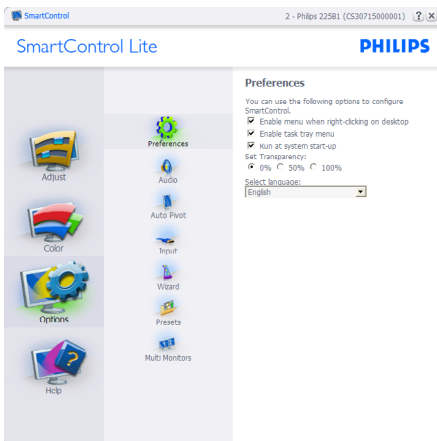 SmartControl
2 - Philips 225B1 (CS30715000001)
SmartControl Lite
PHILIPS
Adjust
Color
Options
Help
Preferences
Audio
Auto Pivot
Input
Wizard
Presets
Multi Monitors
Preferences
You can use the following options to configure
SmartControl.
Enable menu when right-clicking on desktop
Enable task tray menu
Run at system start-up
Set Transparency:
0% 50% 100%
Select language:
English